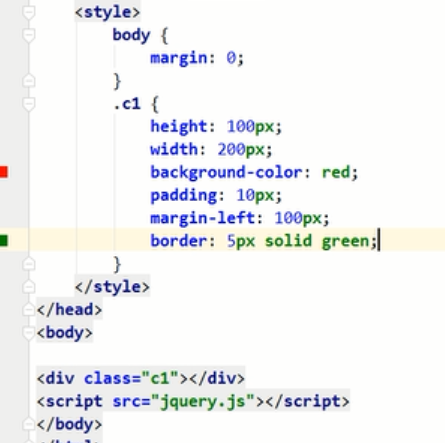 <style>
body {
margin: 0;
}
.c1 {
height: 100px;
width: 200px;
background-color: red;
padding: 10px;
margin-left: 100px;
border: 5px solid green;
}
</style>
</head>
<body>
<div class="c1"></div>
<script src="jquery.js"></script>
</body>